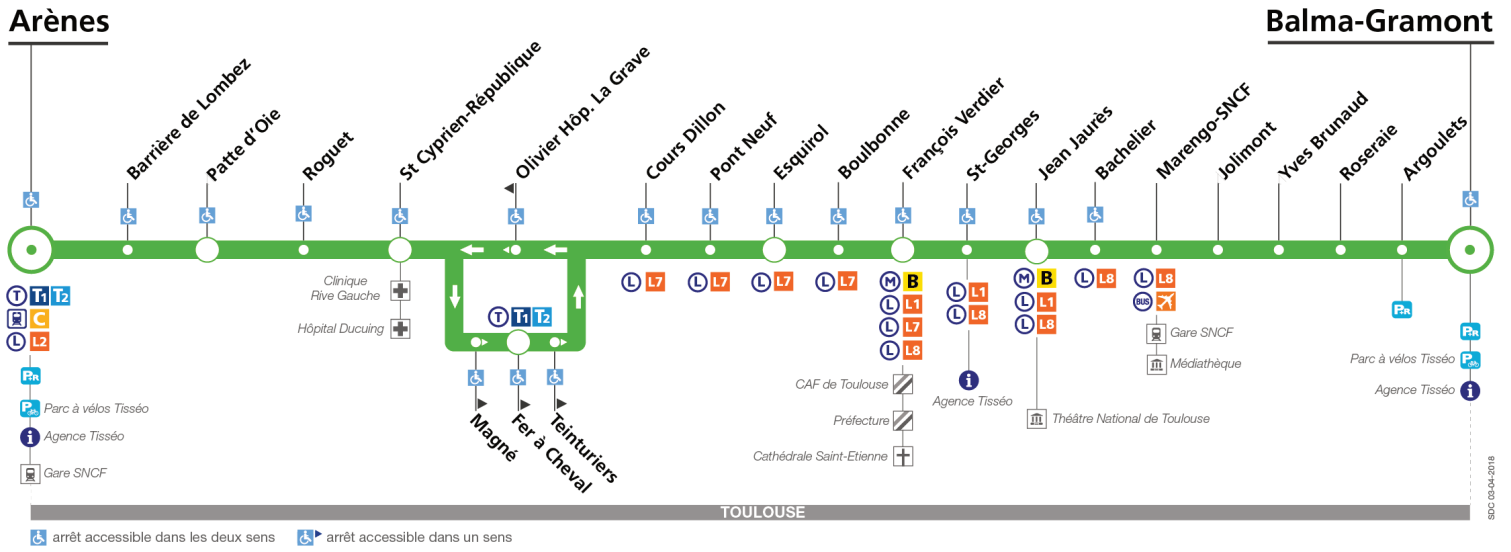 Arènes
Balma-Gramont
Barrière de Lombez
Patte d'Oie
Roguet
St Cyprien-République
Olivier Hôp. La Grave
Cours Dillon
Pont Neuf
Esquirol
Boulbonne
François Verdier
St-Georges
Jean Jaurès
Bachelier
Marengo-SNCF
Jolimont
Yves Brunaud
Roseraie
Argoulets
T T1 T2
C
L L2
P+R
P
Parc à vélos Tisséo
i
Agence Tisséo
Gare SNCF
Clinique
Rive Gauche
Hôpital Ducuing
T T1 T2
Magné
Fer à Cheval
Teinturiers
L L7
L L7
L L7
L L7
M B
L L1
L L7
L L8
CAF de Toulouse
Préfecture
Cathédrale Saint-Etienne
L L1
L L8
i
Agence Tisséo
M B
L L1
L L8
Théâtre National de Toulouse
L L8
L L8
BUS
Gare SNCF
Médiathèque
P+R
P+R
Parc à vélos Tisséo P
Agence Tisséo i
SDC 03-04-2018
TOULOUSE
arrêt accessible dans les deux sens
arrêt accessible dans un sens